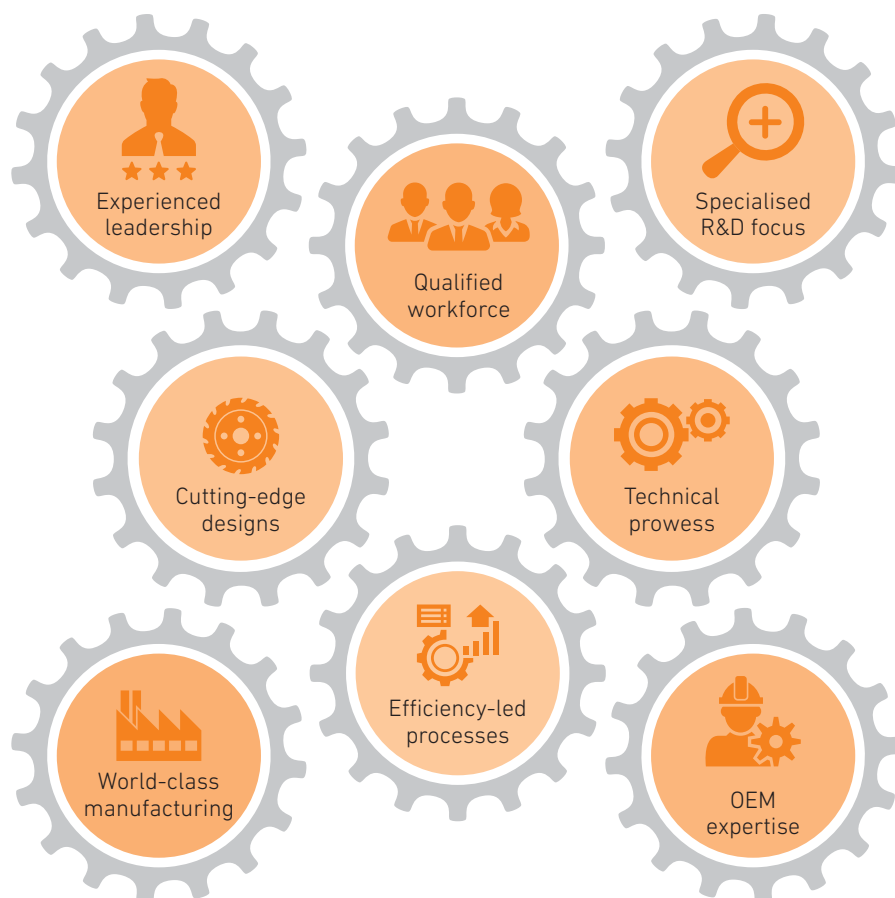 Experienced
leadership
Specialised
R&D focus
Qualified
workforce
Cutting-edge
designs
Technical
prowess
Efficiency-led
processes
World-class
manufacturing
OEM
expertise